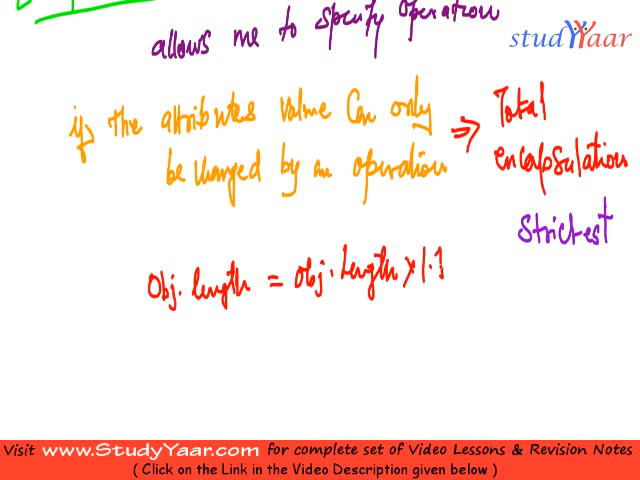 allows me to specify operation
studYYaar
if the attributes value Can only
be changed by an operation
=> Total
encapsulation
Strictest
Obj. length = obj. length x 1.1
Visit www.StudyYaar.com for complete set of Video Lessons & Revision Notes
( Click on the Link in the Video Description given below )